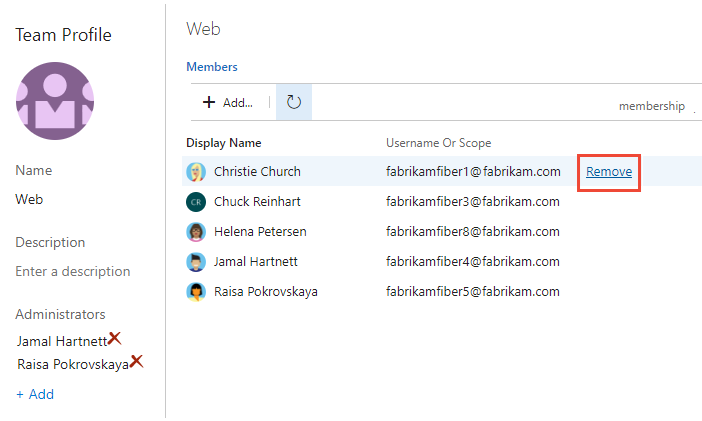 Team Profile
Name
Web
Description
Enter a description
Administrators
Jamal Hartnett
Raisa Pokrovskaya
+ Add
Web
Members
+ Add...
membership
Display Name Username Or Scope
Christie Church fabrikamfiber1@fabrikam.com Remove
CR Chuck Reinhart fabrikamfiber3@fabrikam.com
Helena Petersen fabrikamfiber8@fabrikam.com
Jamal Hartnett fabrikamfiber4@fabrikam.com
Raisa Pokrovskaya fabrikamfiber5@fabrikam.com